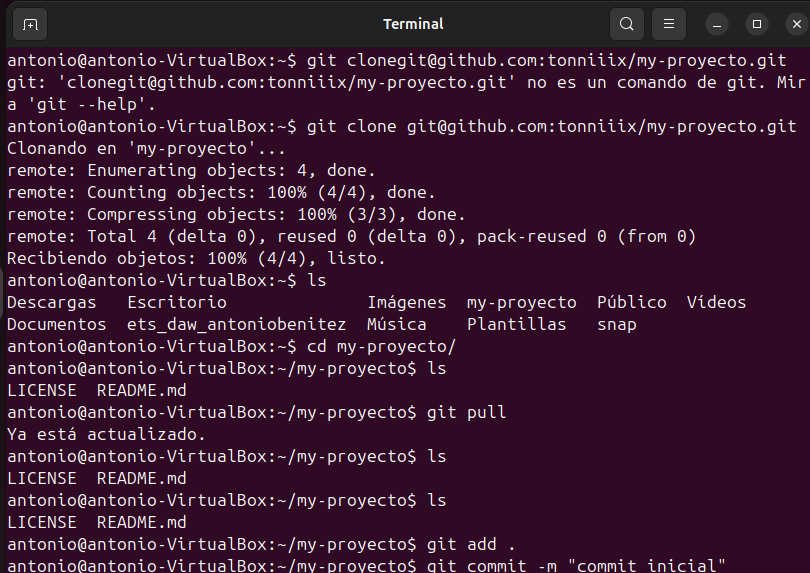 Terminal
antonio@antonio-VirtualBox:~$ git clonegit@github.com:tonniiix/my-proyecto.git
git: 'clonegit@github.com:tonniiix/my-proyecto.git' no es un comando de git. Mir
a 'git --help'.
antonio@antonio-VirtualBox:~$ git clone git@github.com:tonniiix/my-proyecto.git
Clonando en 'my-proyecto'...
remote: Enumerating objects: 4, done.
remote: Counting objects: 100% (4/4), done.
remote: Compressing objects: 100% (3/3), done.
remote: Total 4 (delta 0), reused 0 (delta 0), pack-reused 0 (from 0)
Recibiendo objetos: 100% (4/4), listo.
antonio@antonio-VirtualBox:~$ ls
Descargas   Escritorio              Imágenes  my-proyecto  Público  Vídeos
Documentos  ets_daw_antoniobenitez  Música    Plantillas   snap
antonio@antonio-VirtualBox:~$ cd my-proyecto/
antonio@antonio-VirtualBox:~/my-proyecto$ ls
LICENSE  README.md
antonio@antonio-VirtualBox:~/my-proyecto$ git pull
Ya está actualizado.
antonio@antonio-VirtualBox:~/my-proyecto$ ls
LICENSE  README.md
antonio@antonio-VirtualBox:~/my-proyecto$ ls
LICENSE  README.md
antonio@antonio-VirtualBox:~/my-proyecto$ git add .
antonio@antonio-VirtualBox:~/my-proyecto$ git commit -m "commit inicial"